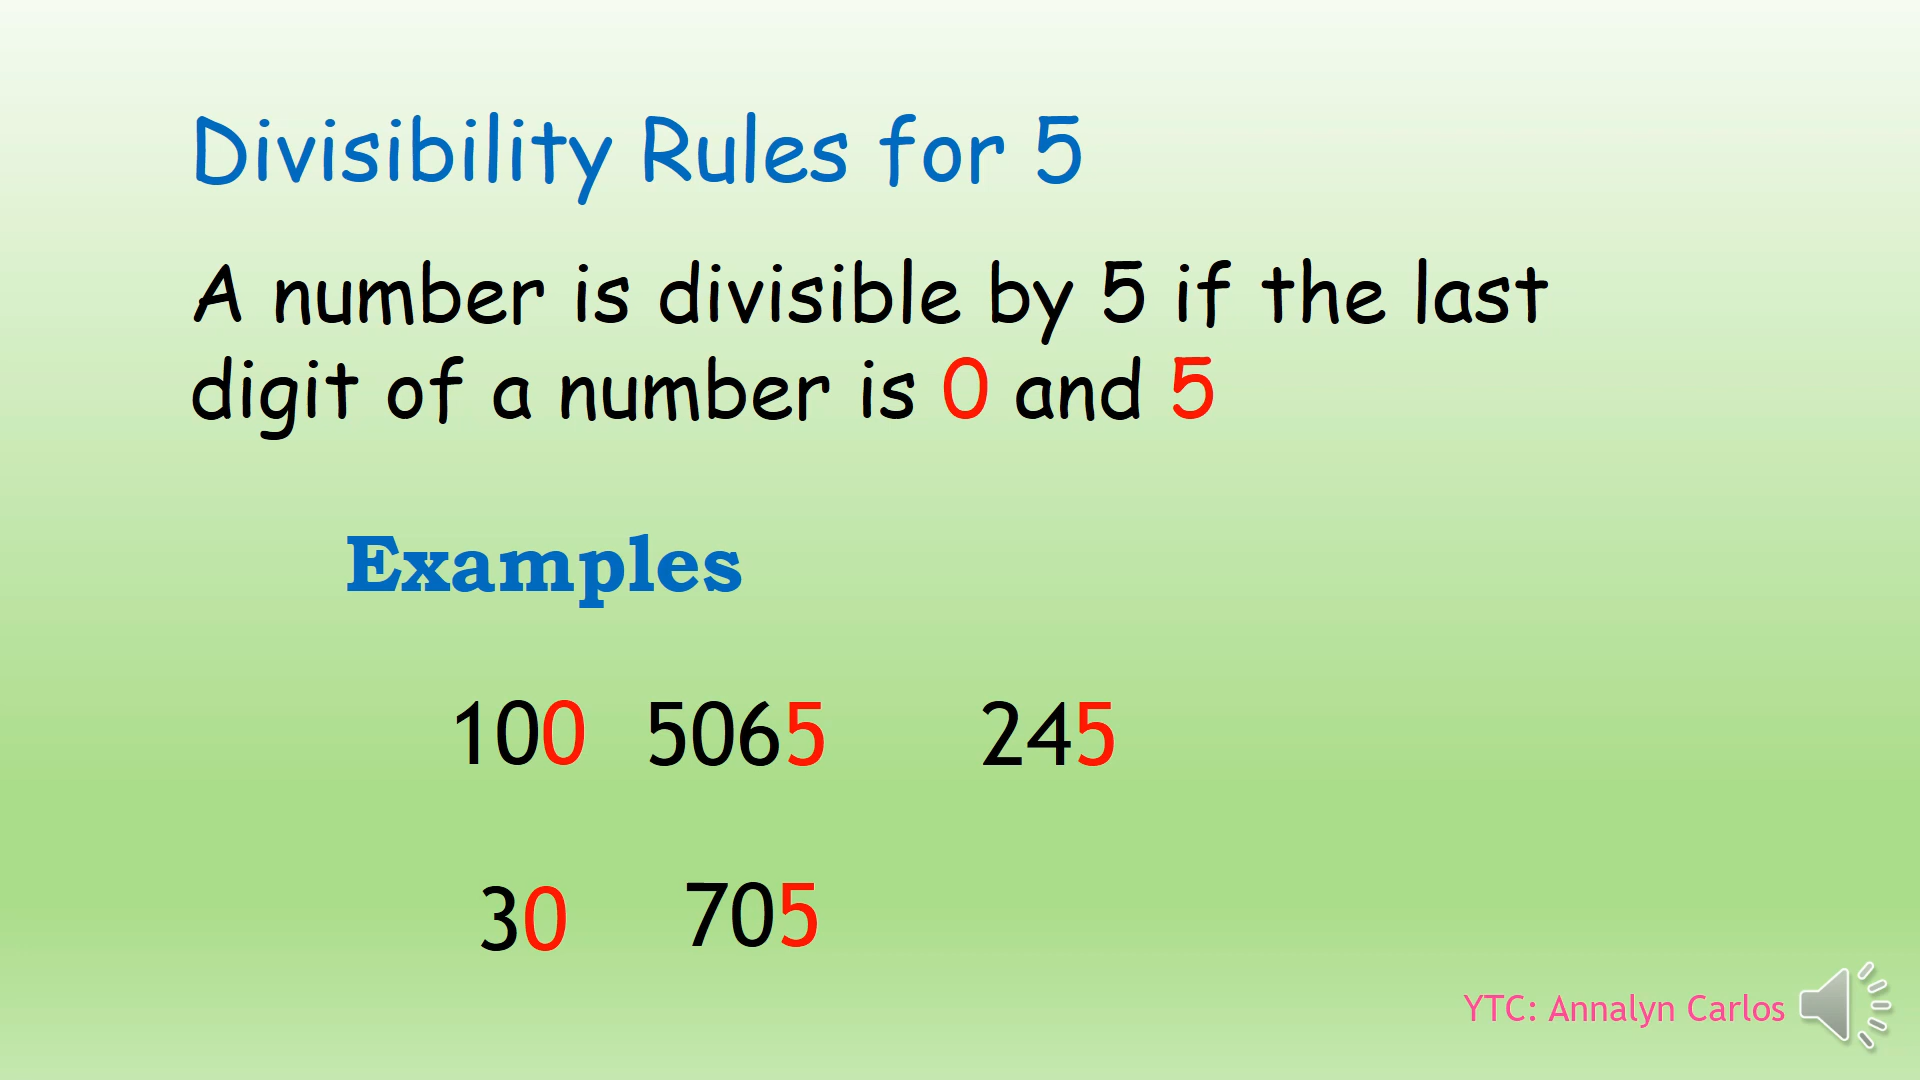 Divisibility Rules for 5
A number is divisible by 5 if the last
digit of a number is 0 and 5
Examples
100 5065 245
30 705
YTC: Annalyn Carlos